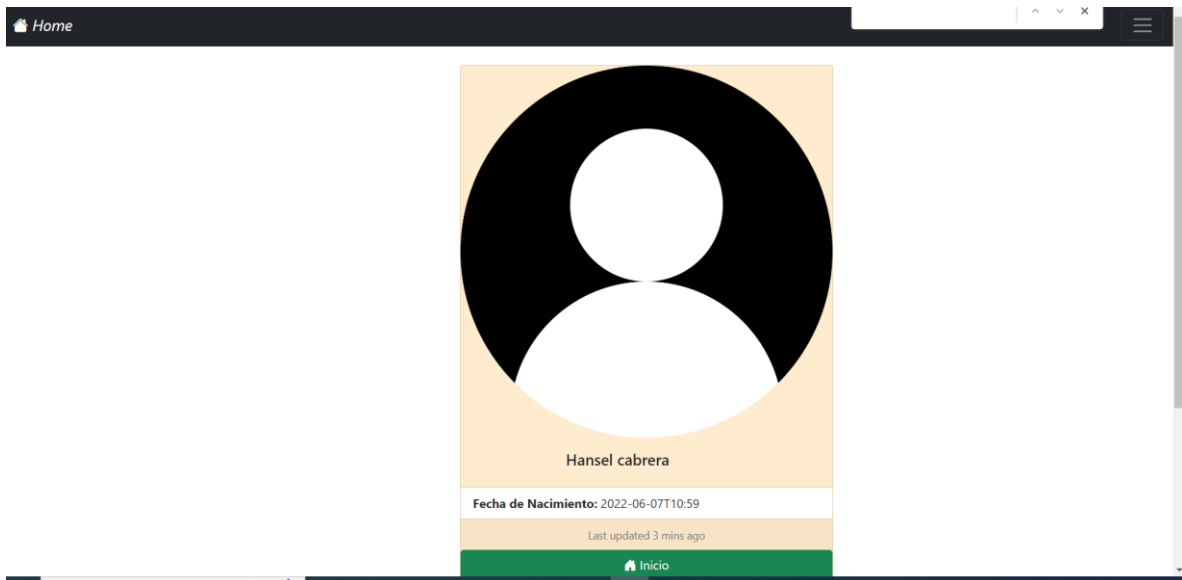 Home
Hansel cabrera
Fecha de Nacimiento: 2022-06-07T10:59
Last updated 3 mins ago
Inicio